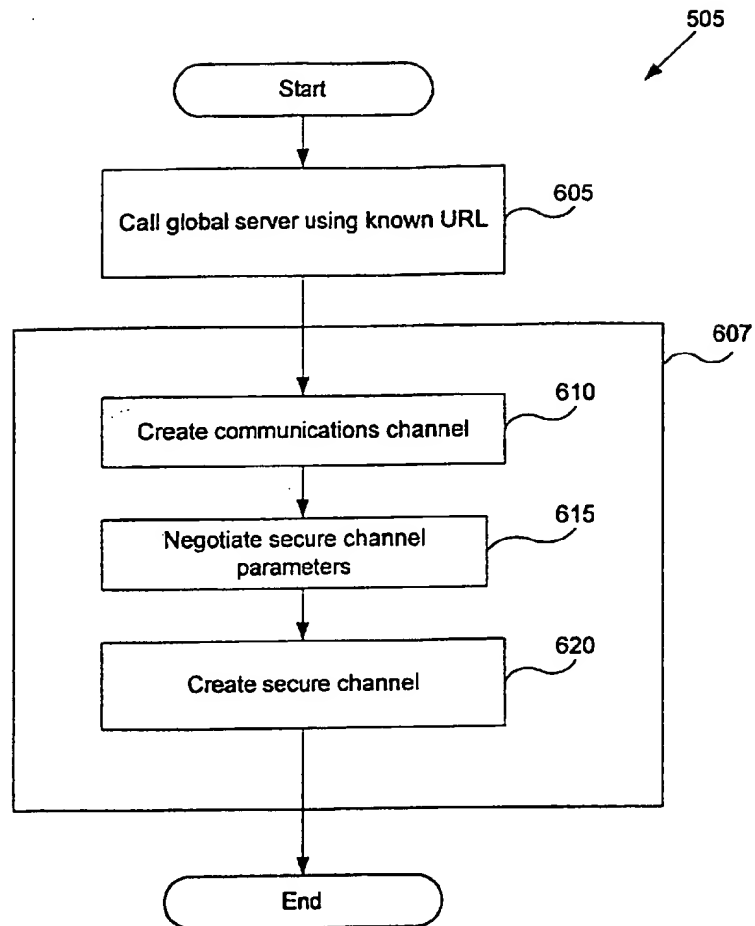 505
Start
605
Call global server using known URL
607
610
Create communications channel
615
Negotiate secure channel
parameters
620
Create secure channel
End